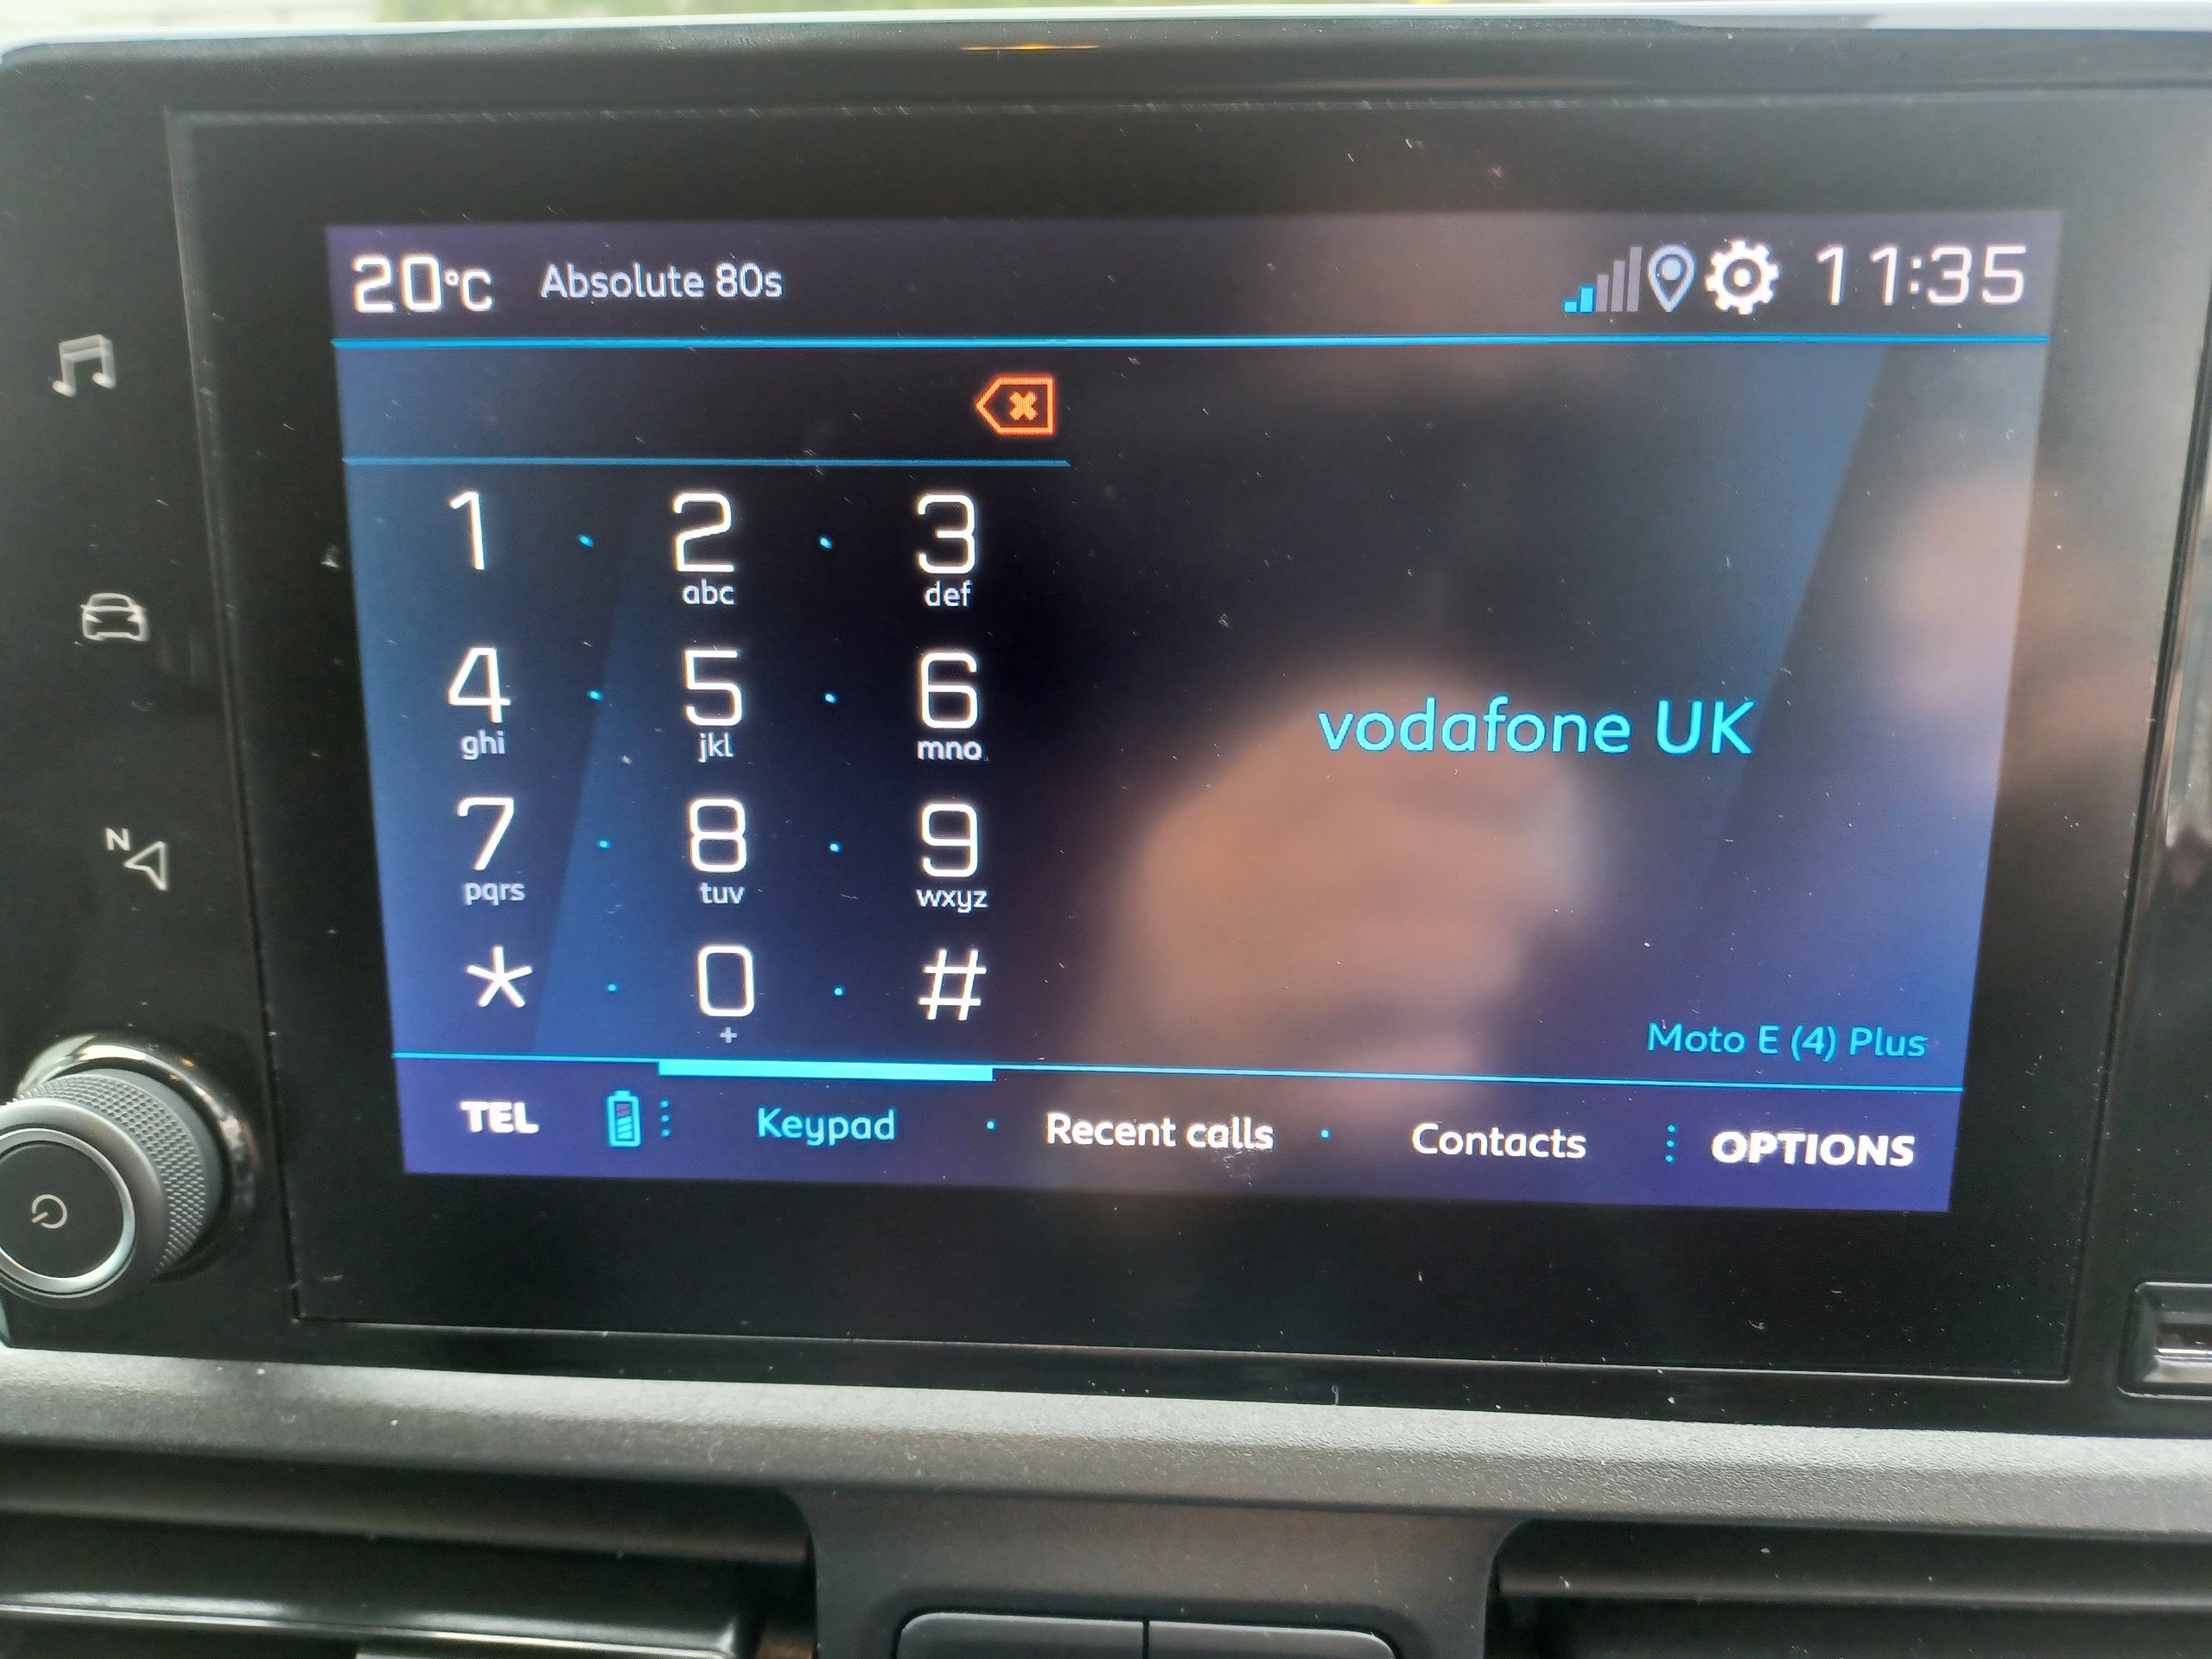 20°C Absolute 80s 11:35
1 2 3
abc def
4 5 6
ghi jkl mno
vodafone UK
7 8 9
pqrs tuv wxyz
* 0 #
+
Moto E (4) Plus
TEL Keypad Recent calls Contacts OPTIONS
N